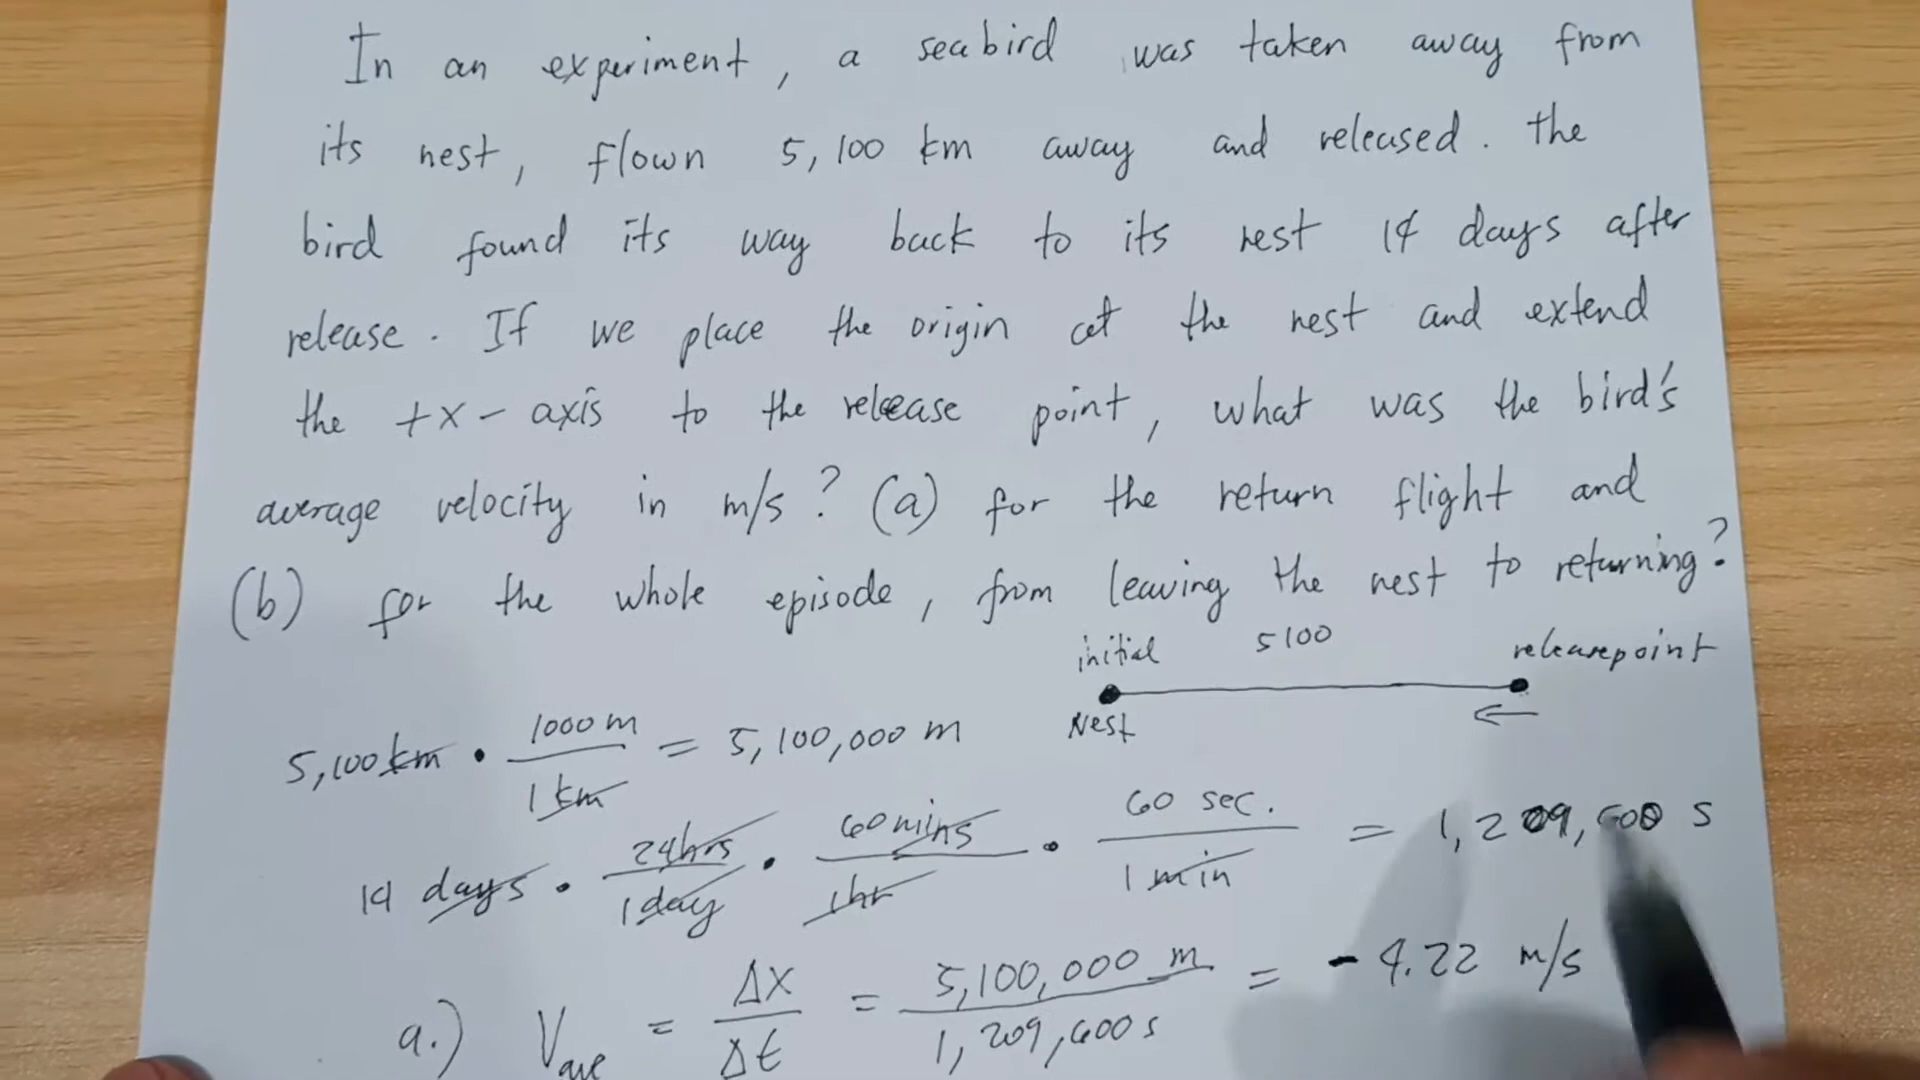 In an experiment, a seabird was taken away from
its nest, flown 5,100 km away and released. the
bird found its way back to its nest 14 days after
release. If we place the origin at the nest and extend
the +x-axis to the release point, what was the bird's
average velocity in m/s? (a) for the return flight and
(b) for the whole episode, from leaving the nest to returning?
initial 5100 releasepoint
Nest ←
5,100 km · 1000 m / 1 km = 5,100,000 m
14 days · 24hrs / 1day · 60mins / 1hr · 60 sec. / 1 min = 1,209,600 s
a.) Vave = Δx / Δt = 5,100,000 m / 1,209,600 s = -4.22 m/s